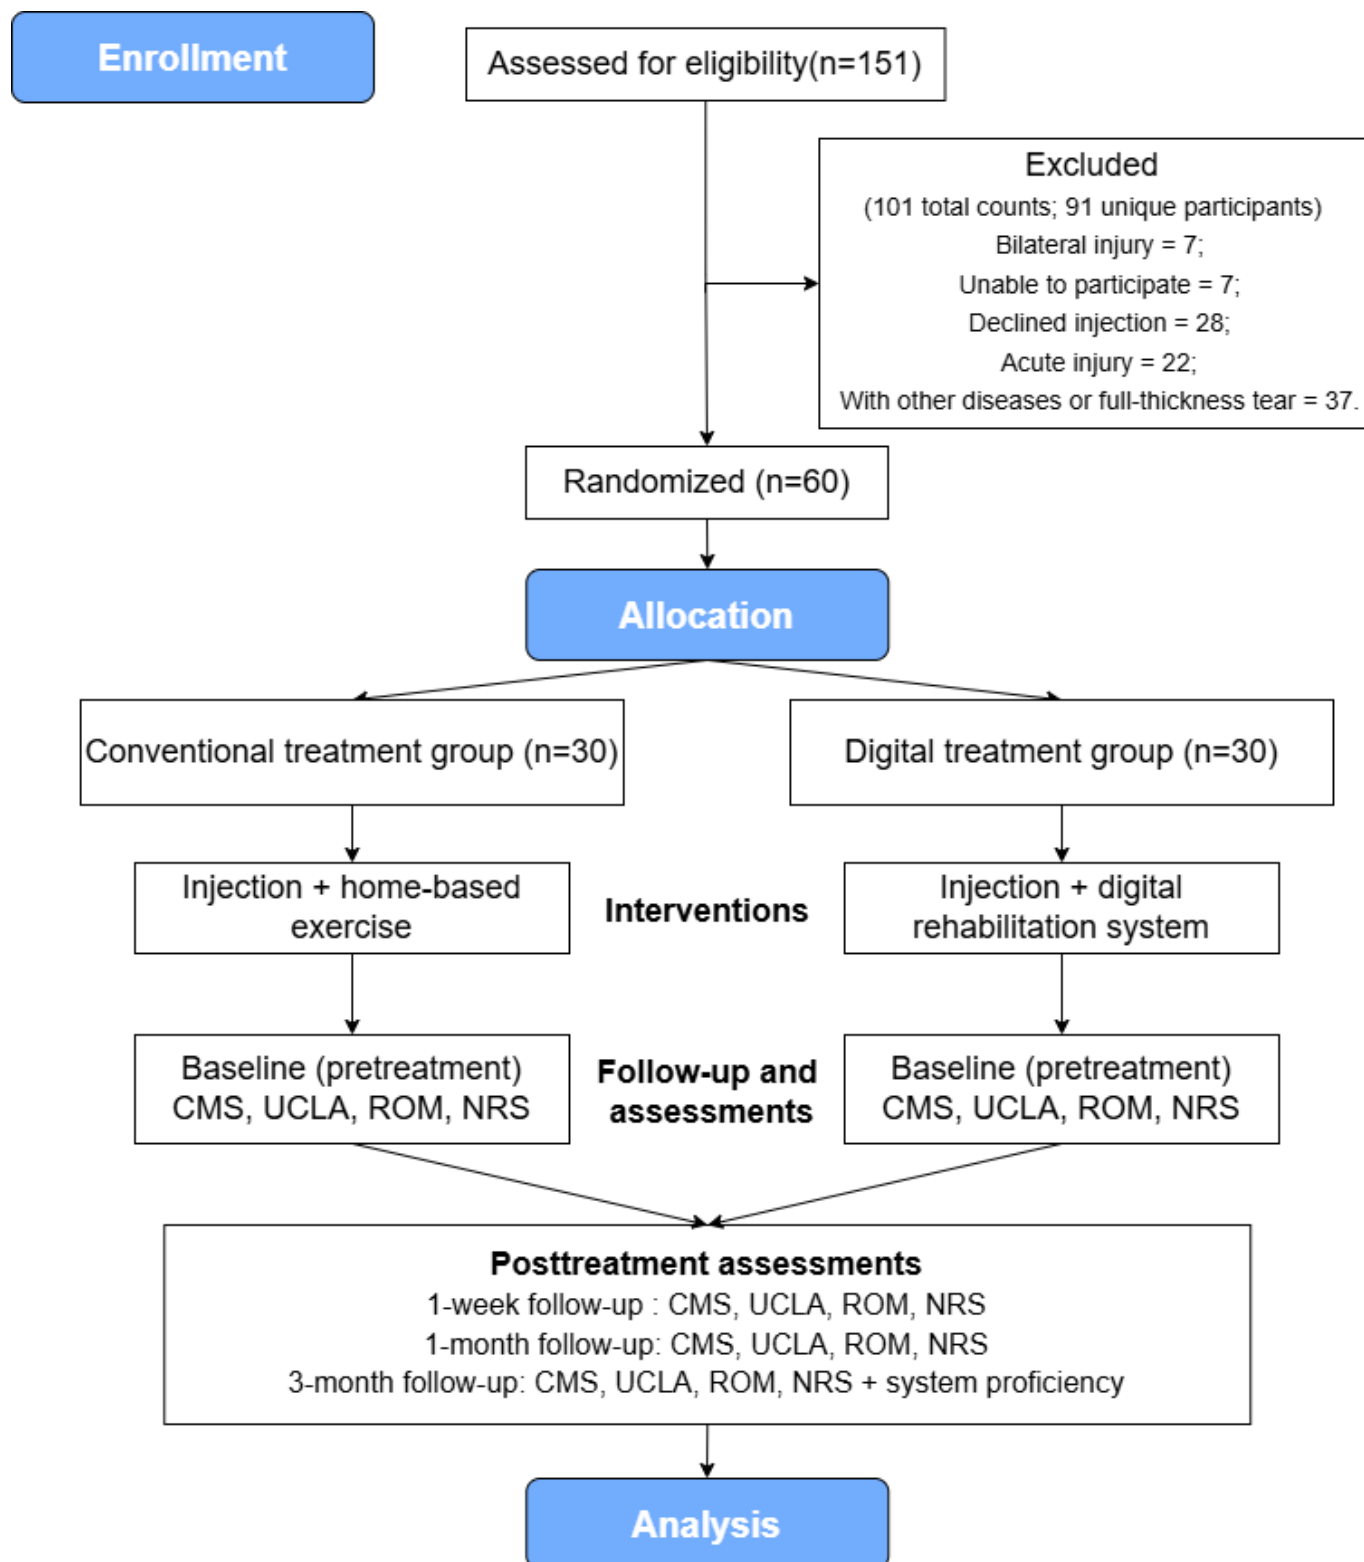 Enrollment
Assessed for eligibility(n=151)
Excluded
(101 total counts; 91 unique participants)
Bilateral injury = 7;
Unable to participate = 7;
Declined injection = 28;
Acute injury = 22;
With other diseases or full-thickness tear = 37.
Randomized (n=60)
Allocation
Conventional treatment group (n=30)
Digital treatment group (n=30)
Injection + home-based
exercise
Interventions
Injection + digital
rehabilitation system
Baseline (pretreatment)
CMS, UCLA, ROM, NRS
Follow-up and
assessments
Baseline (pretreatment)
CMS, UCLA, ROM, NRS
Posttreatment assessments
1-week follow-up : CMS, UCLA, ROM, NRS
1-month follow-up: CMS, UCLA, ROM, NRS
3-month follow-up: CMS, UCLA, ROM, NRS + system proficiency
Analysis